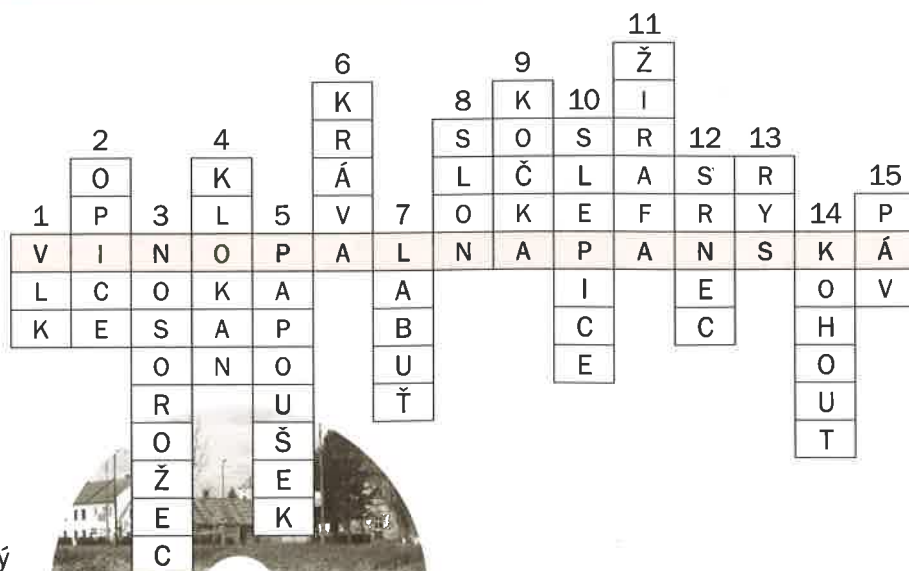 11
6 9 Ž
K 8 K 10 I
2 4 R S O S R 12 13
O K Á L Č L A S R 15
1 P 3 L 5 V 7 O K E F R Y 14 P
V I N O P A L N A P A N S K Á
L C O K A A I E O V
K E S A P B C C H
O N O U E O
R U Ť U
O Š T
Ž E
E K
ý C